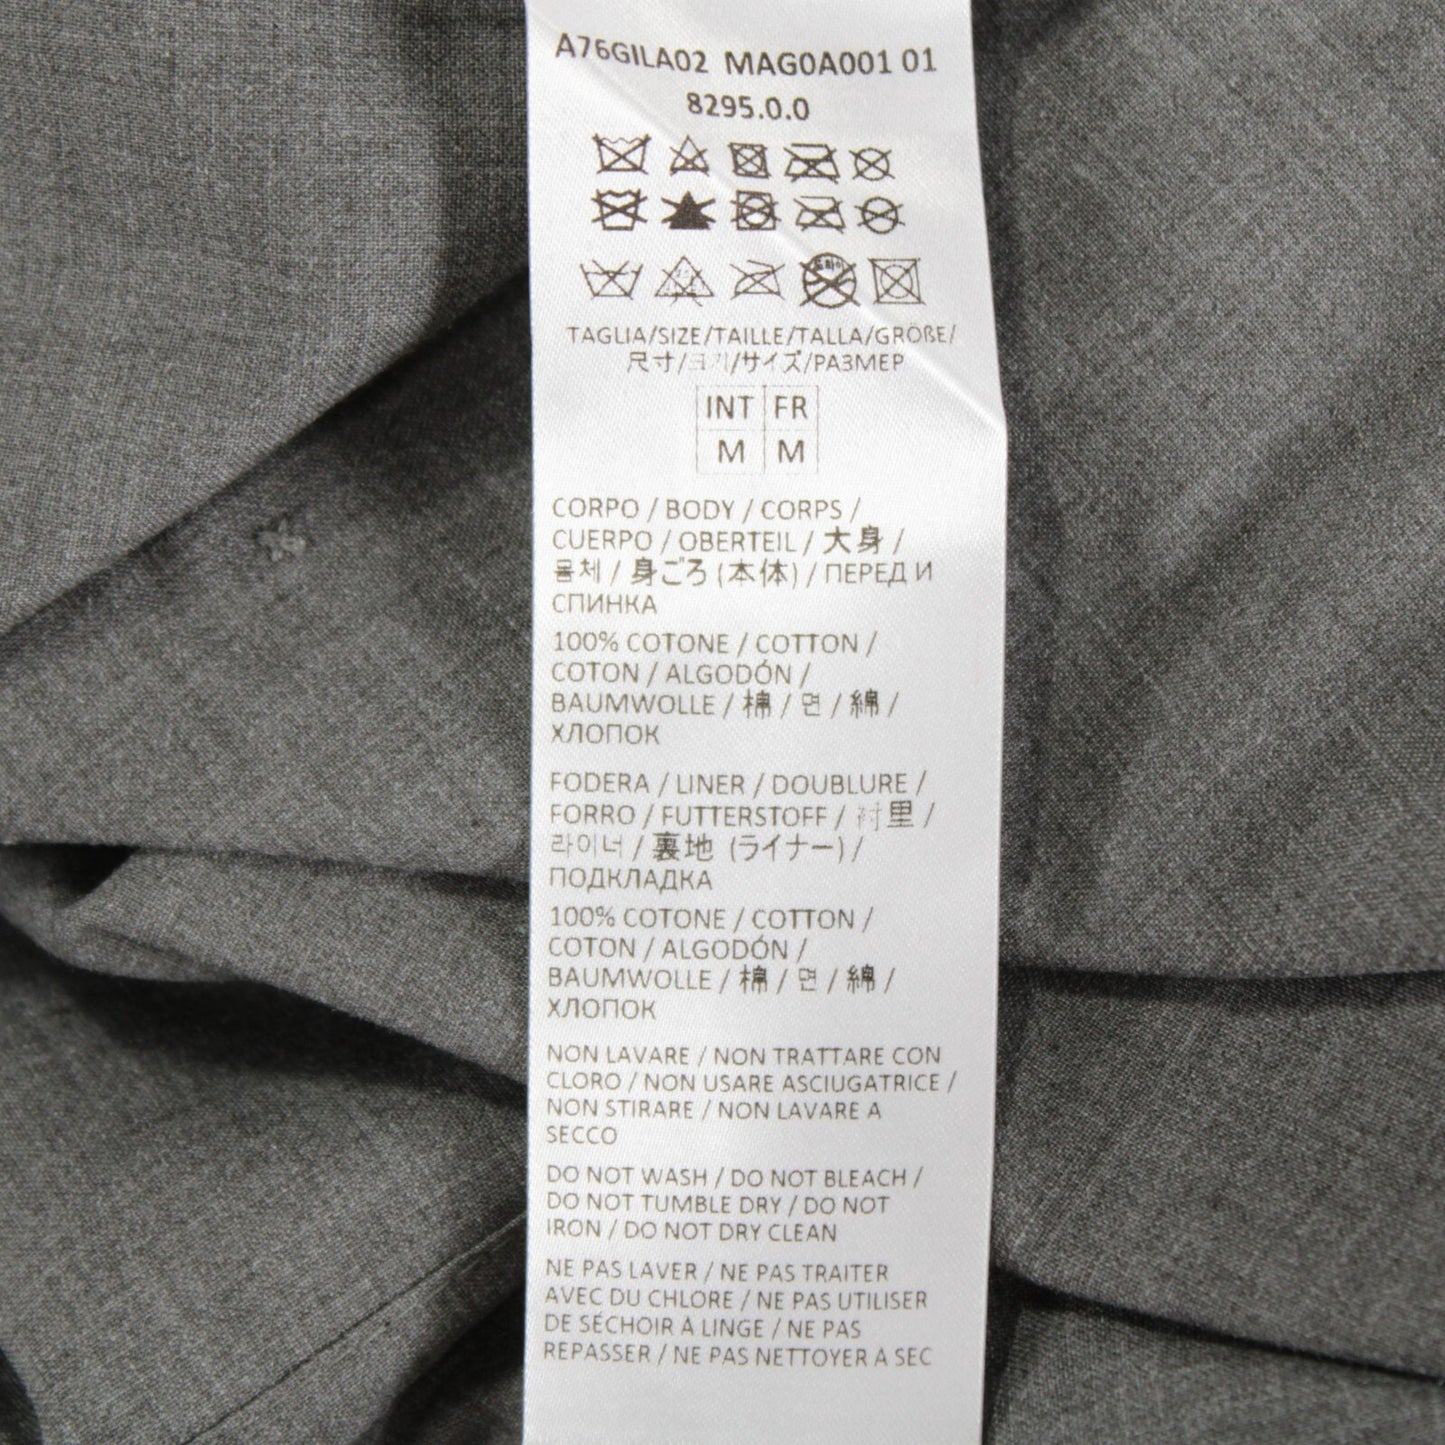 A76GILA02 MAG0A001 01
8295.0.0
TAGLIA/SIZE/TAILLE/TALLA/GRÖßE/
尺寸/크기/サイズ/РАЗМЕР
INT FR
M M
CORPO / BODY / CORPS /
CUERPO / OBERTEIL / 大身 /
몸체 / 身ごろ (本体) / ПЕРЕД И
СПИНКА
100% COTONE / COTTON /
COTON / ALGODÓN /
BAUMWOLLE / 棉 / 면 / 綿 /
ХЛОПОК
FODERA / LINER / DOUBLURE /
FORRO / FUTTERSTOFF / 衬里 /
라이너 / 裏地 (ライナー) /
ПОДКЛАДКА
100% COTONE / COTTON /
COTON / ALGODÓN /
BAUMWOLLE / 棉 / 면 / 綿 /
ХЛОПОК
NON LAVARE / NON TRATTARE CON
CLORO / NON USARE ASCIUGATRICE /
NON STIRARE / NON LAVARE A
SECCO
DO NOT WASH / DO NOT BLEACH /
DO NOT TUMBLE DRY / DO NOT
IRON / DO NOT DRY CLEAN
NE PAS LAVER / NE PAS TRAITER
AVEC DU CHLORE / NE PAS UTILISER
DE SÉCHOIR À LINGE / NE PAS
REPASSER / NE PAS NETTOYER A SEC